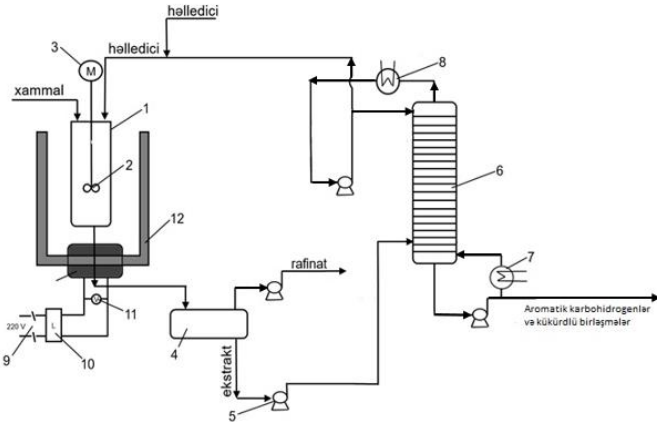 həlledici
3
M
həlledici
8
xammal
1
2
6
12
7
rafinat
11
220 V
L
9
10
4
ekstrakt
5
Aromatik karbohidrogenlər
və kükürdlü birləşmələr